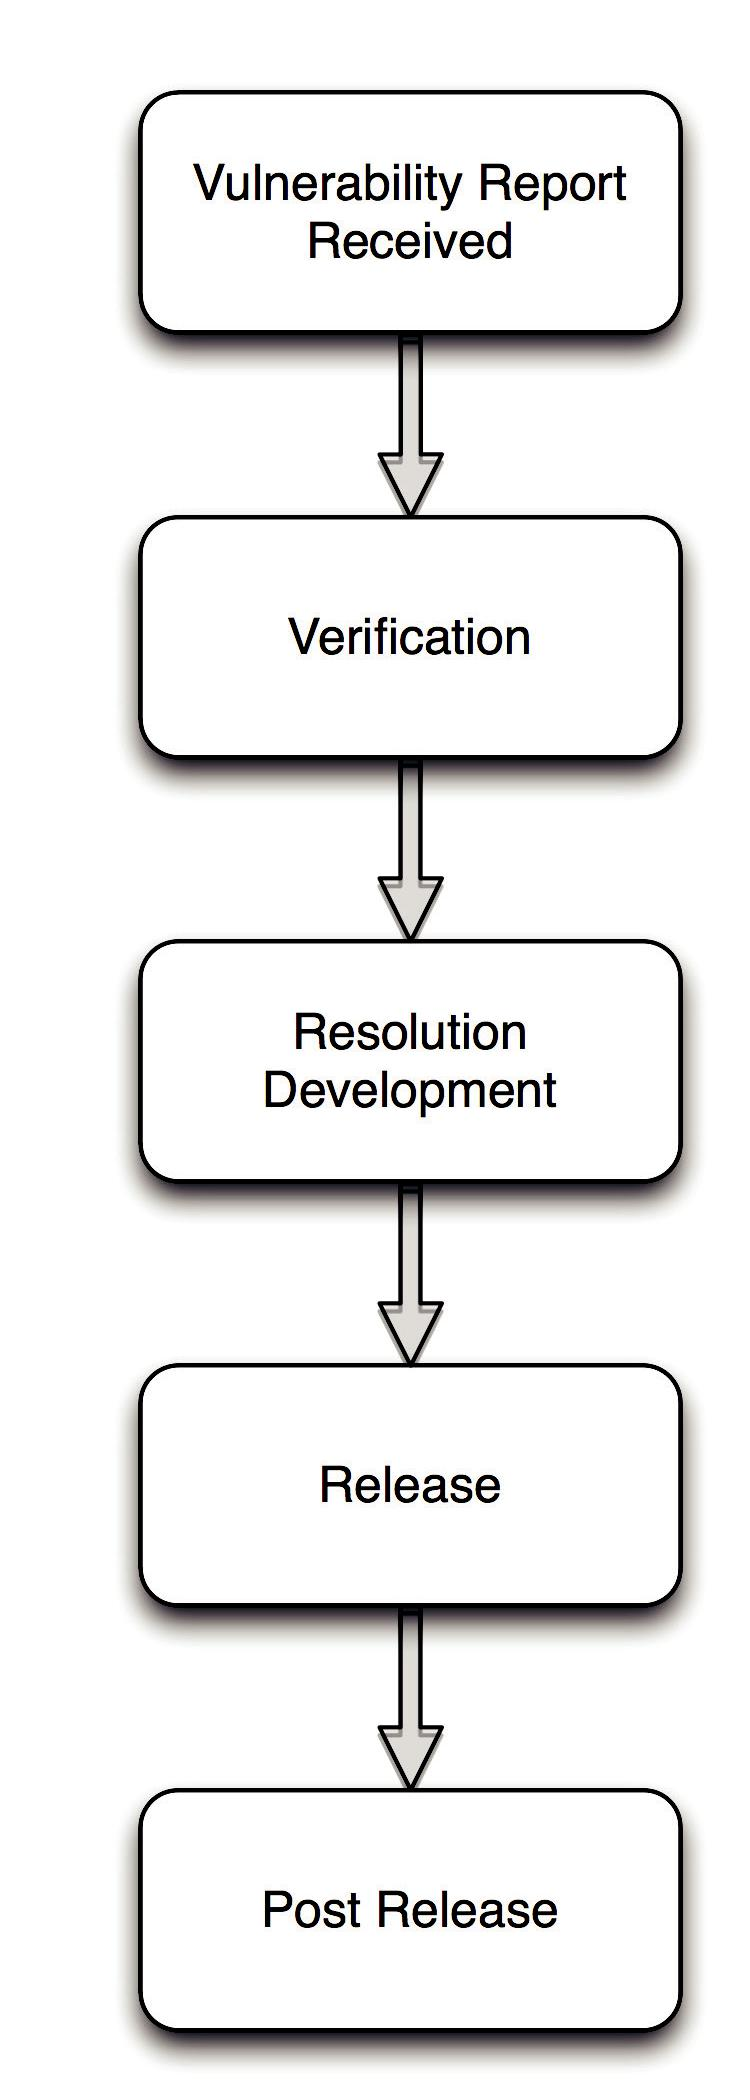 Vulnerability Report
Received
Verification
Resolution
Development
Release
Post Release